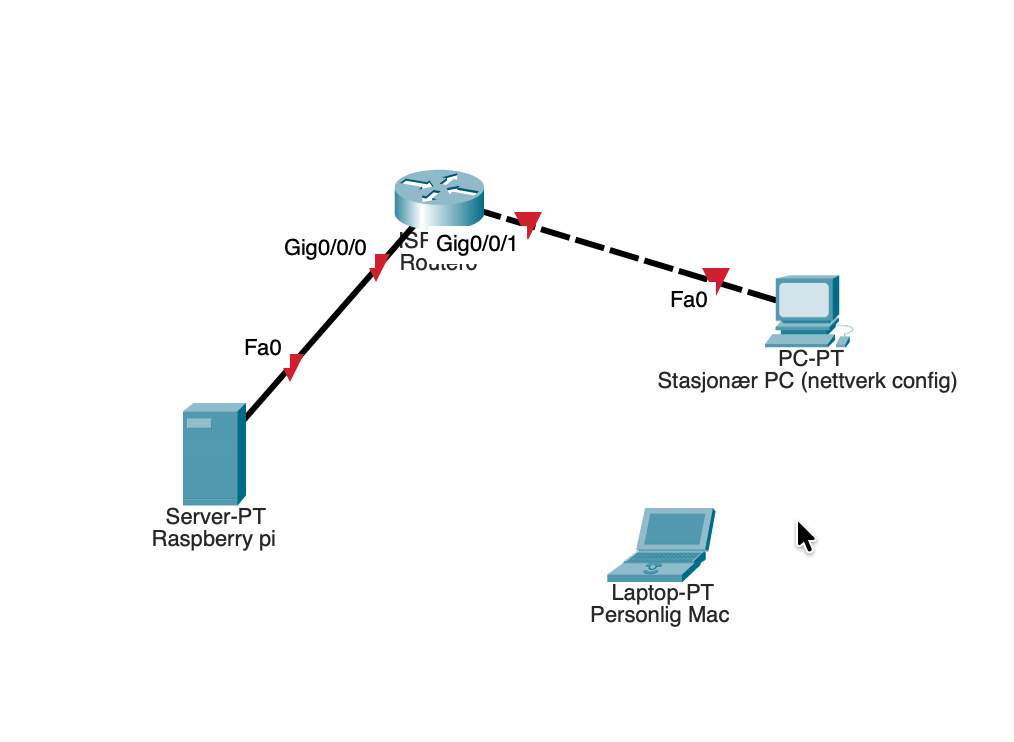 Gig0/0/0
Gig0/0/1
Fa0
Fa0
PC-PT
Stasjonær PC (nettverk config)
Server-PT
Raspberry pi
Laptop-PT
Personlig Mac